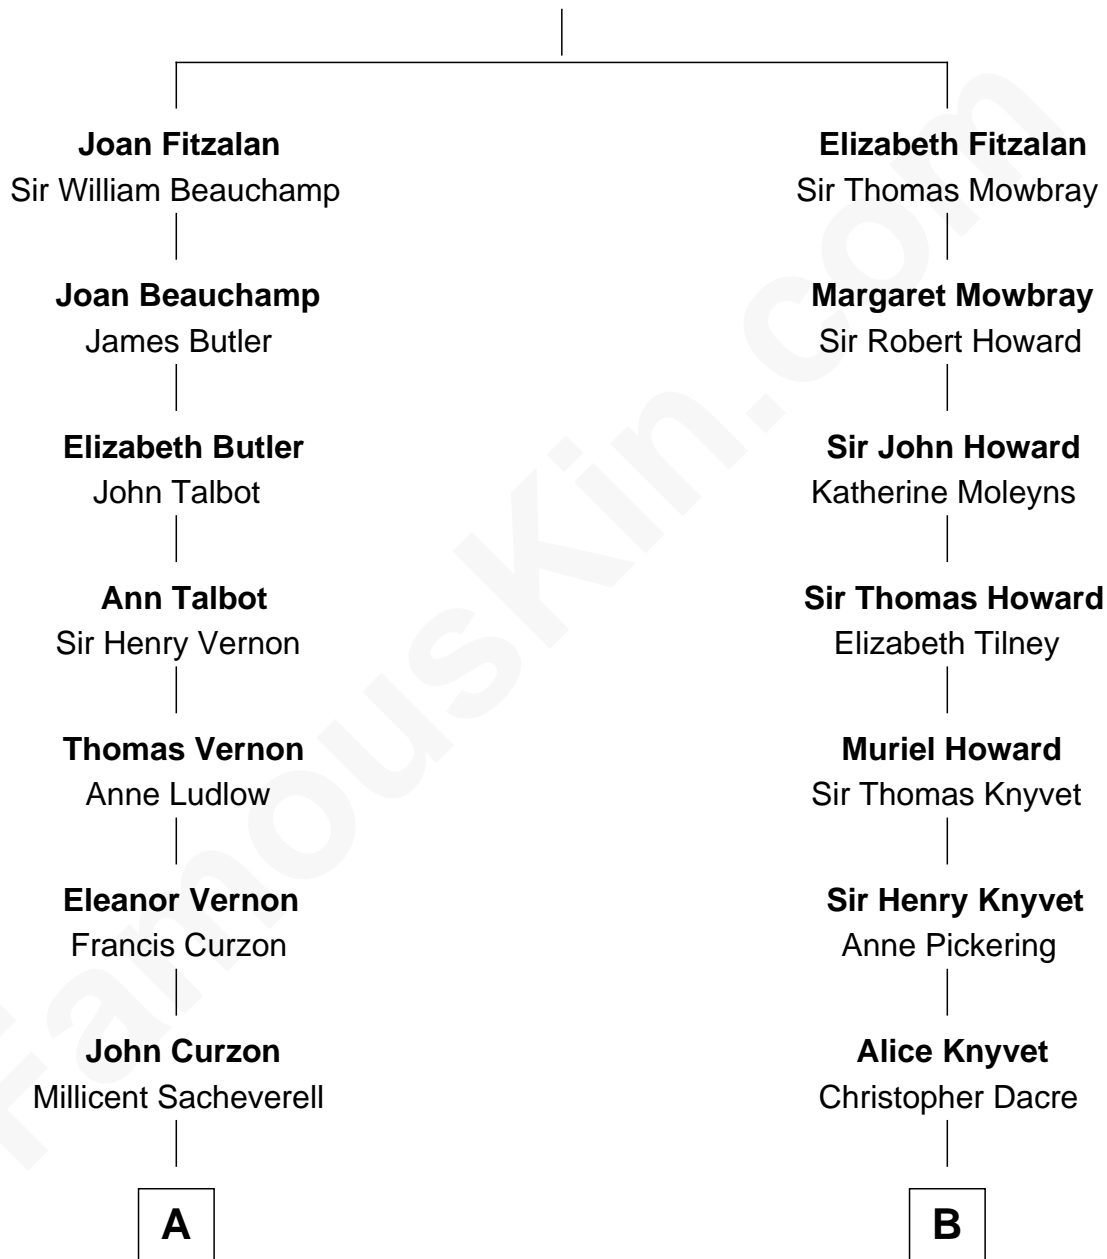 Joan Fitzalan
Sir William Beauchamp
Joan Beauchamp
James Butler
Elizabeth Butler
John Talbot
Ann Talbot
Sir Henry Vernon
Thomas Vernon
Anne Ludlow
Eleanor Vernon
Francis Curzon
John Curzon
Millicent Sacheverell
A
Elizabeth Fitzalan
Sir Thomas Mowbray
Margaret Mowbray
Sir Robert Howard
Sir John Howard
Katherine Moleyns
Sir Thomas Howard
Elizabeth Tilney
Muriel Howard
Sir Thomas Knyvet
Sir Henry Knyvet
Anne Pickering
Alice Knyvet
Christopher Dacre
B
FamousKin.com